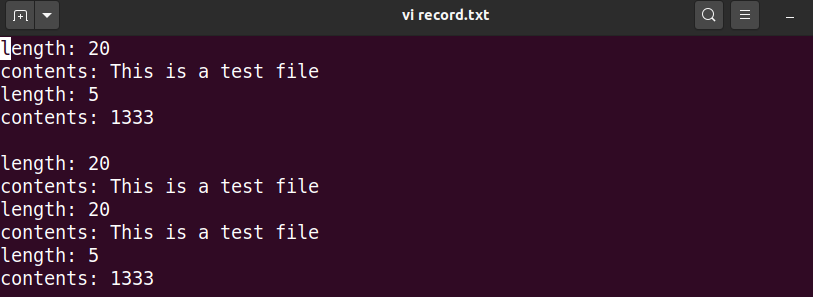 vi record.txt
length: 20
contents: This is a test file
length: 5
contents: 1333
length: 20
contents: This is a test file
length: 20
contents: This is a test file
length: 5
contents: 1333